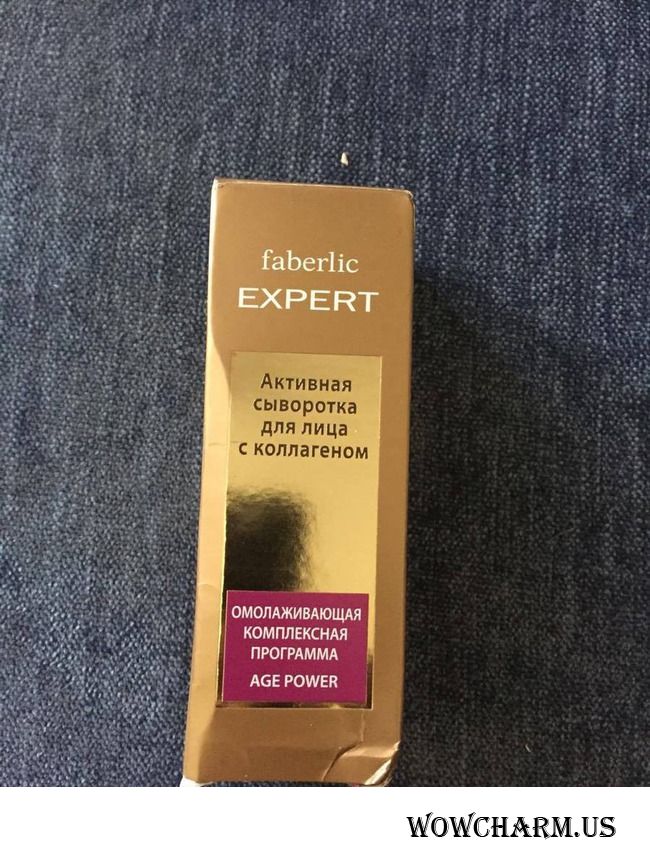 faberlic
EXPERT
Активная
сыворотка
для лица
с коллагеном
ОМОЛАЖИВАЮЩАЯ
КОМПЛЕКСНАЯ
ПРОГРАММА
AGE POWER
WOWCHARM.US